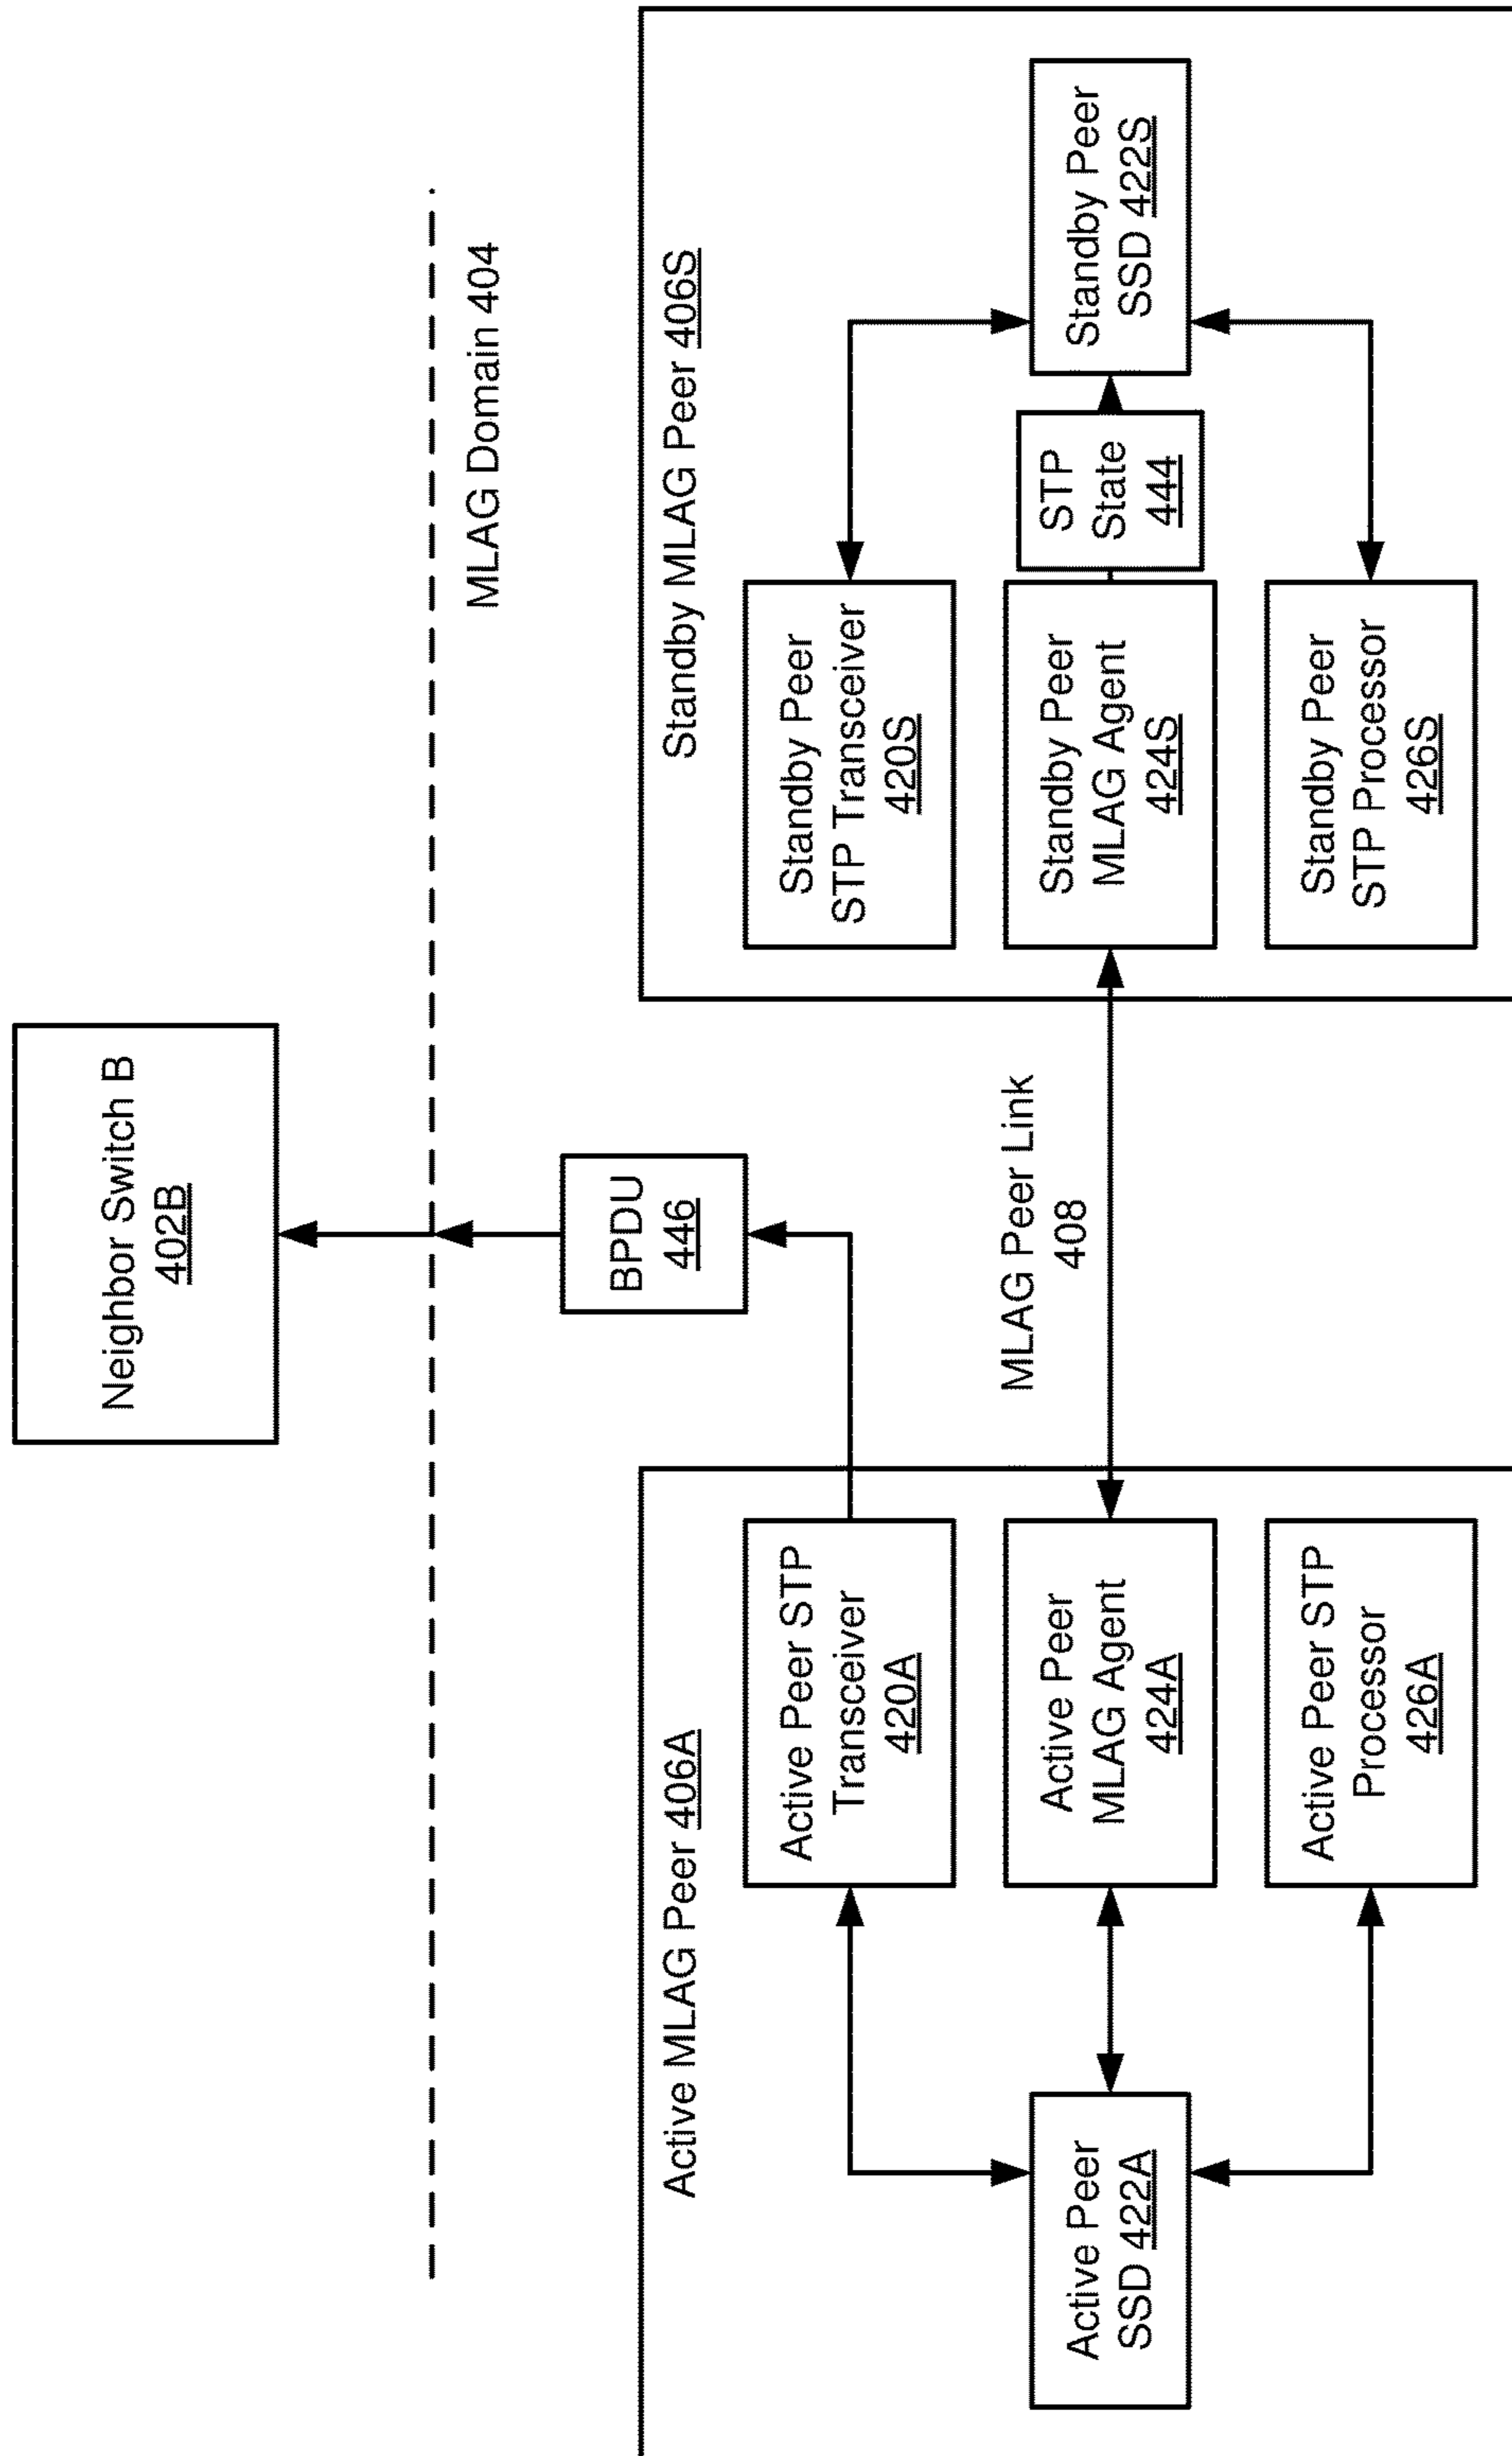 Neighbor Switch B
402B
MLAG Domain 404
BPDU
446
Active MLAG Peer 406A
Active Peer STP
Transceiver
420A
Active Peer
SSD 422A
Active Peer
MLAG Agent
424A
Active Peer STP
Processor
426A
MLAG Peer Link
408
Standby MLAG Peer 406S
Standby Peer
STP Transceiver
420S
Standby Peer
MLAG Agent
424S
STP
State
444
Standby Peer
SSD 422S
Standby Peer
STP Processor
426S